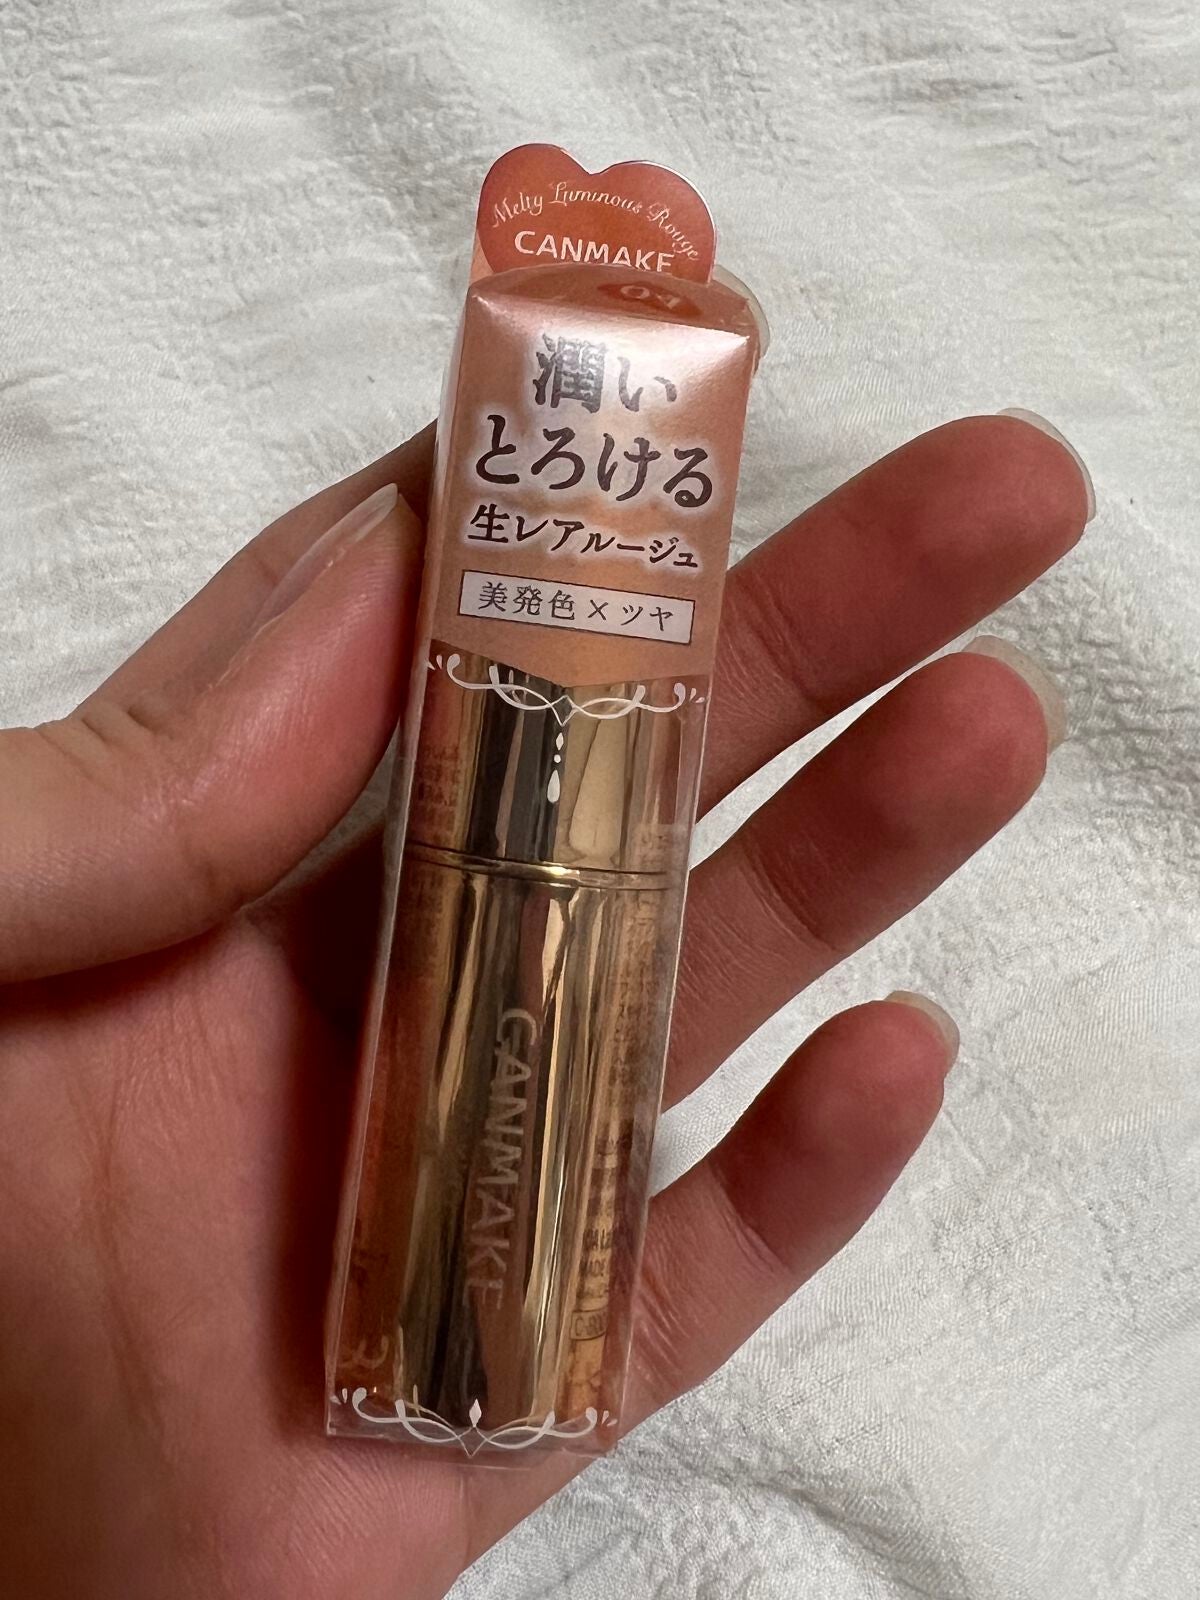 Melty Luminous Rouge
CANMAKE
04
潤い
とろける
生レアルージュ
美発色×ツヤ
CANMAKE